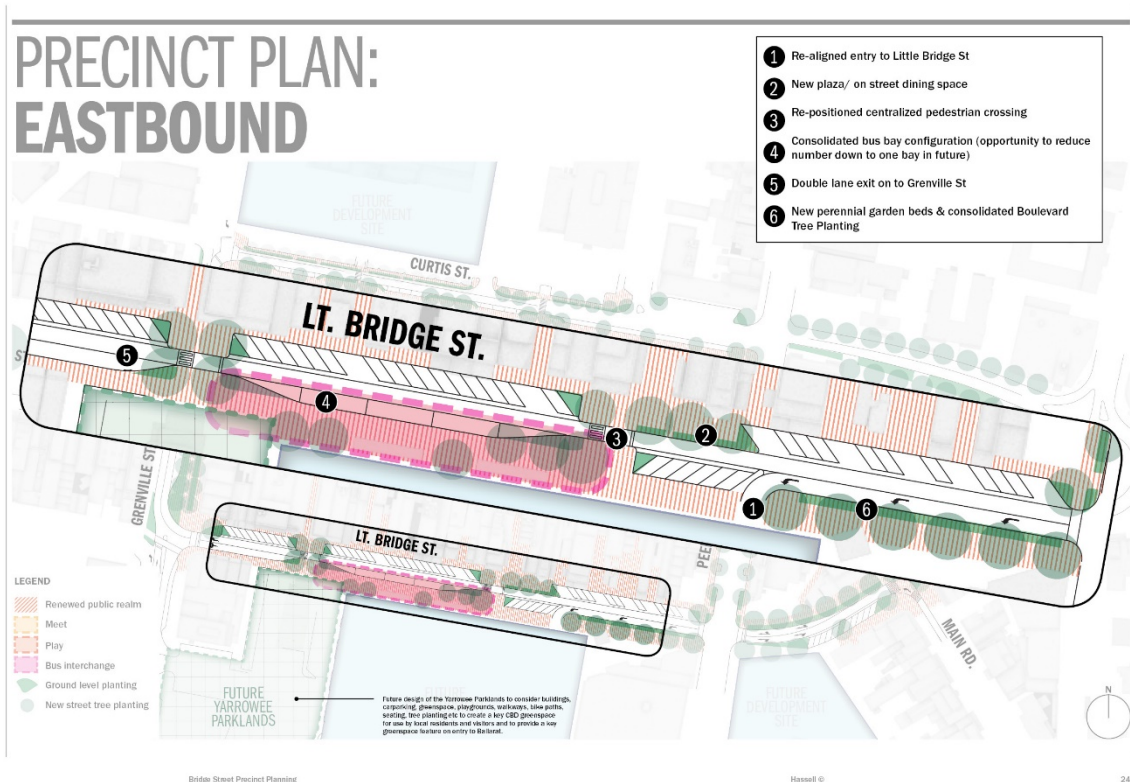 PRECINCT PLAN:
EASTBOUND
1 Re-aligned entry to Little Bridge St
2 New plaza/ on street dining space
3 Re-positioned centralized pedestrian crossing
4 Consolidated bus bay configuration (opportunity to reduce
number down to one bay in future)
5 Double lane exit on to Grenville St
6 New perennial garden beds & consolidated Boulevard
Tree Planting
FUTURE
DEVELOPMENT
SITE
CURTIS ST.
LT. BRIDGE ST.
5
4
3
2
1
6
GRENVILLE ST.
LT. BRIDGE ST.
MAIN RD.
LEGEND
Renewed public realm
Meet
Play
Bus interchange
Ground level planting
New street tree planting
FUTURE
YARROWEE
PARKLANDS
Future design of the Yarrowee Parklands to consider buildings,
carparking, greenspace, playgrounds, walkways, bike paths,
seating, tree planting etc to create a key CBD greenspace
for use by local residents and visitors and to provide a key
greenspace feature on entry to Ballarat.
FUTURE
DEVELOPMENT
SITE
N
Bridge Street Precinct Planning
Hassell ©
24